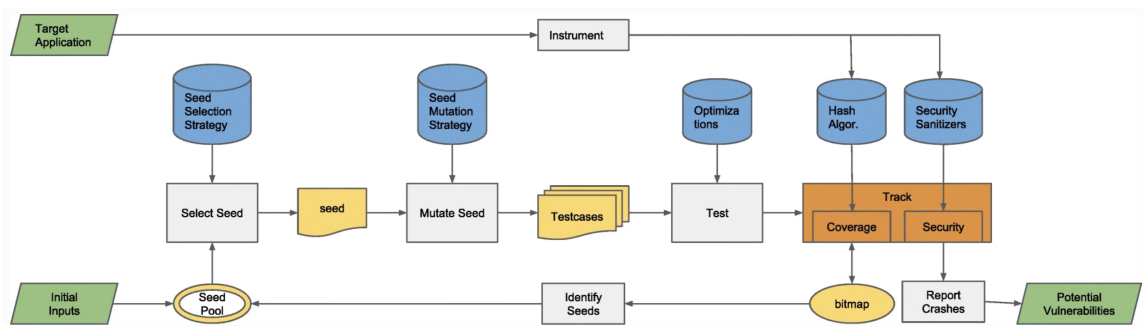 Target
Application
Instrument
Seed
Selection
Strategy
Seed
Mutation
Strategy
Optimiza
tions
Hash
Algor.
Security
Sanitizers
Select Seed
seed
Mutate Seed
Testcases
Test
Track
Coverage
Security
Initial
Inputs
Seed
Pool
Identify
Seeds
bitmap
Report
Crashes
Potential
Vulnerabilities